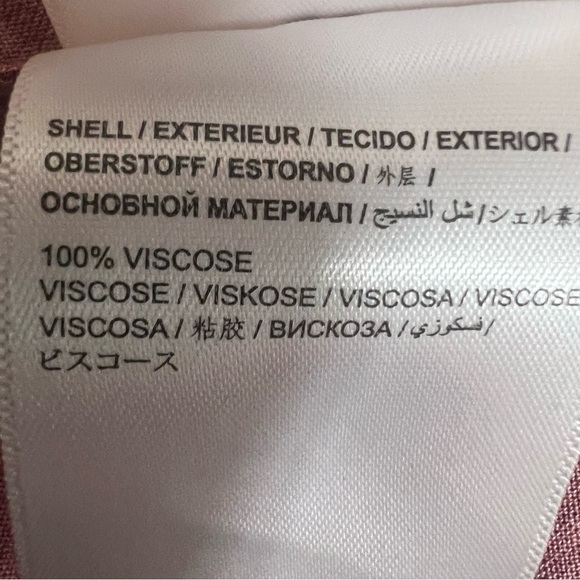 SHELL / EXTERIEUR / TECIDO / EXTERIOR /
OBERSTOFF / ESTORNO / 外层 /
ОСНОВНОЙ МАТЕРИАЛ / شل النسيج / シェル素
100% VISCOSE
VISCOSE / VISKOSE / VISCOSA / VISCOSE
VISCOSA / 粘胶 / ВИСКОЗА / فسكوزي /
ビスコース